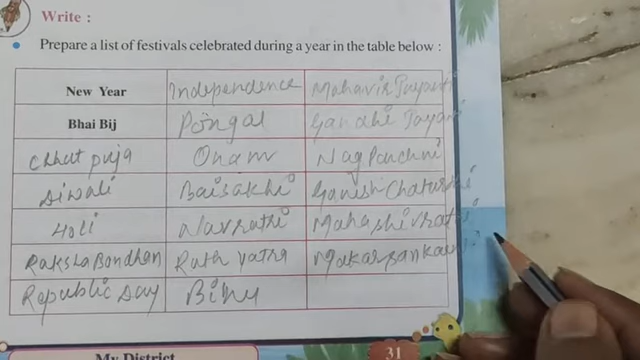 Write :
Prepare a list of festivals celebrated during a year in the table below :
New Year Independence Mahavir Jayanti
Bhai Bij Pongal Gandhi Jayanti
Chhut puja Onam Nag Panchmi
Diwali Baisakhi Ganesh Chaturthi
Holi Navrathi Mahashivratri
Raksha Bandhan Rath yatra Makar Sankranti
Republic Day Bihu
My District
31